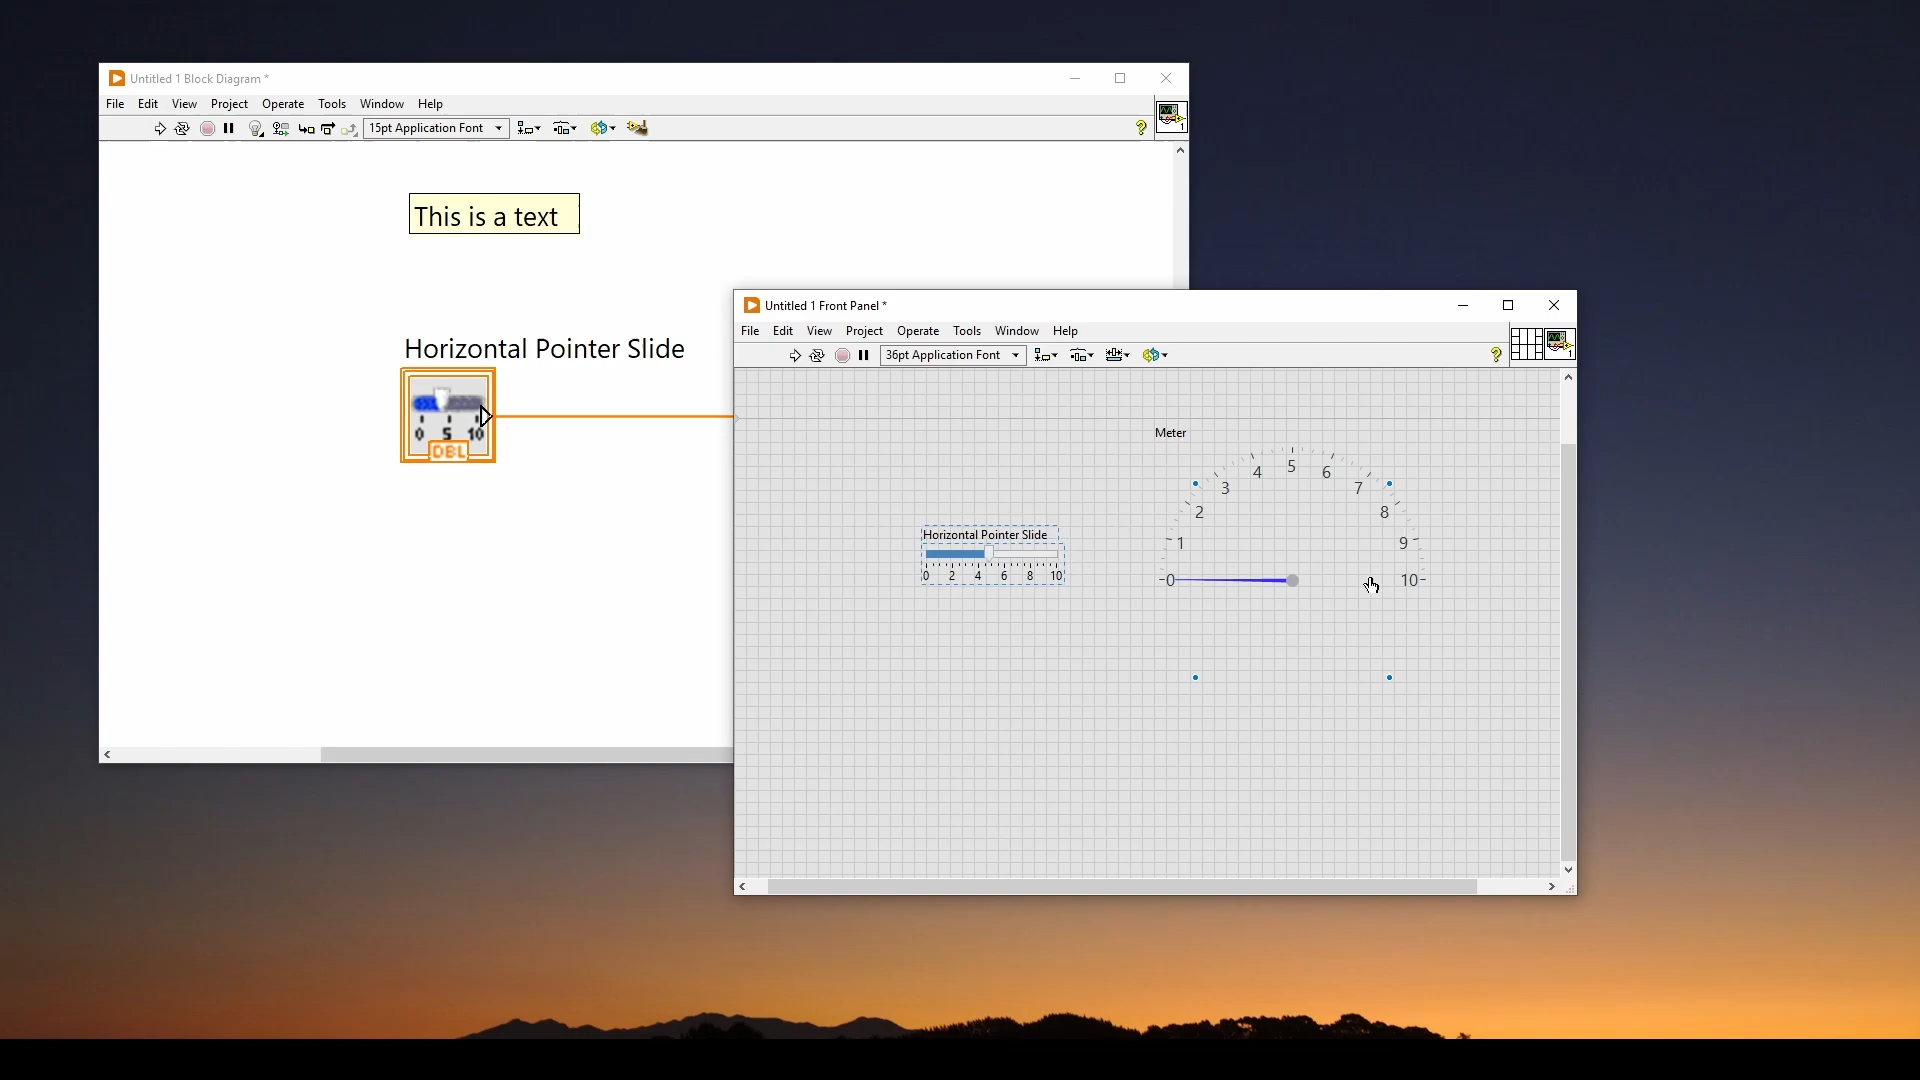 Untitled 1 Block Diagram *
File Edit View Project Operate Tools Window Help
15pt Application Font
1
This is a text
Horizontal Pointer Slide
0 5 10
DBL
Untitled 1 Front Panel *
File Edit View Project Operate Tools Window Help
36pt Application Font
1
Meter
0 1 2 3 4 5 6 7 8 9 10
Horizontal Pointer Slide
0 2 4 6 8 10